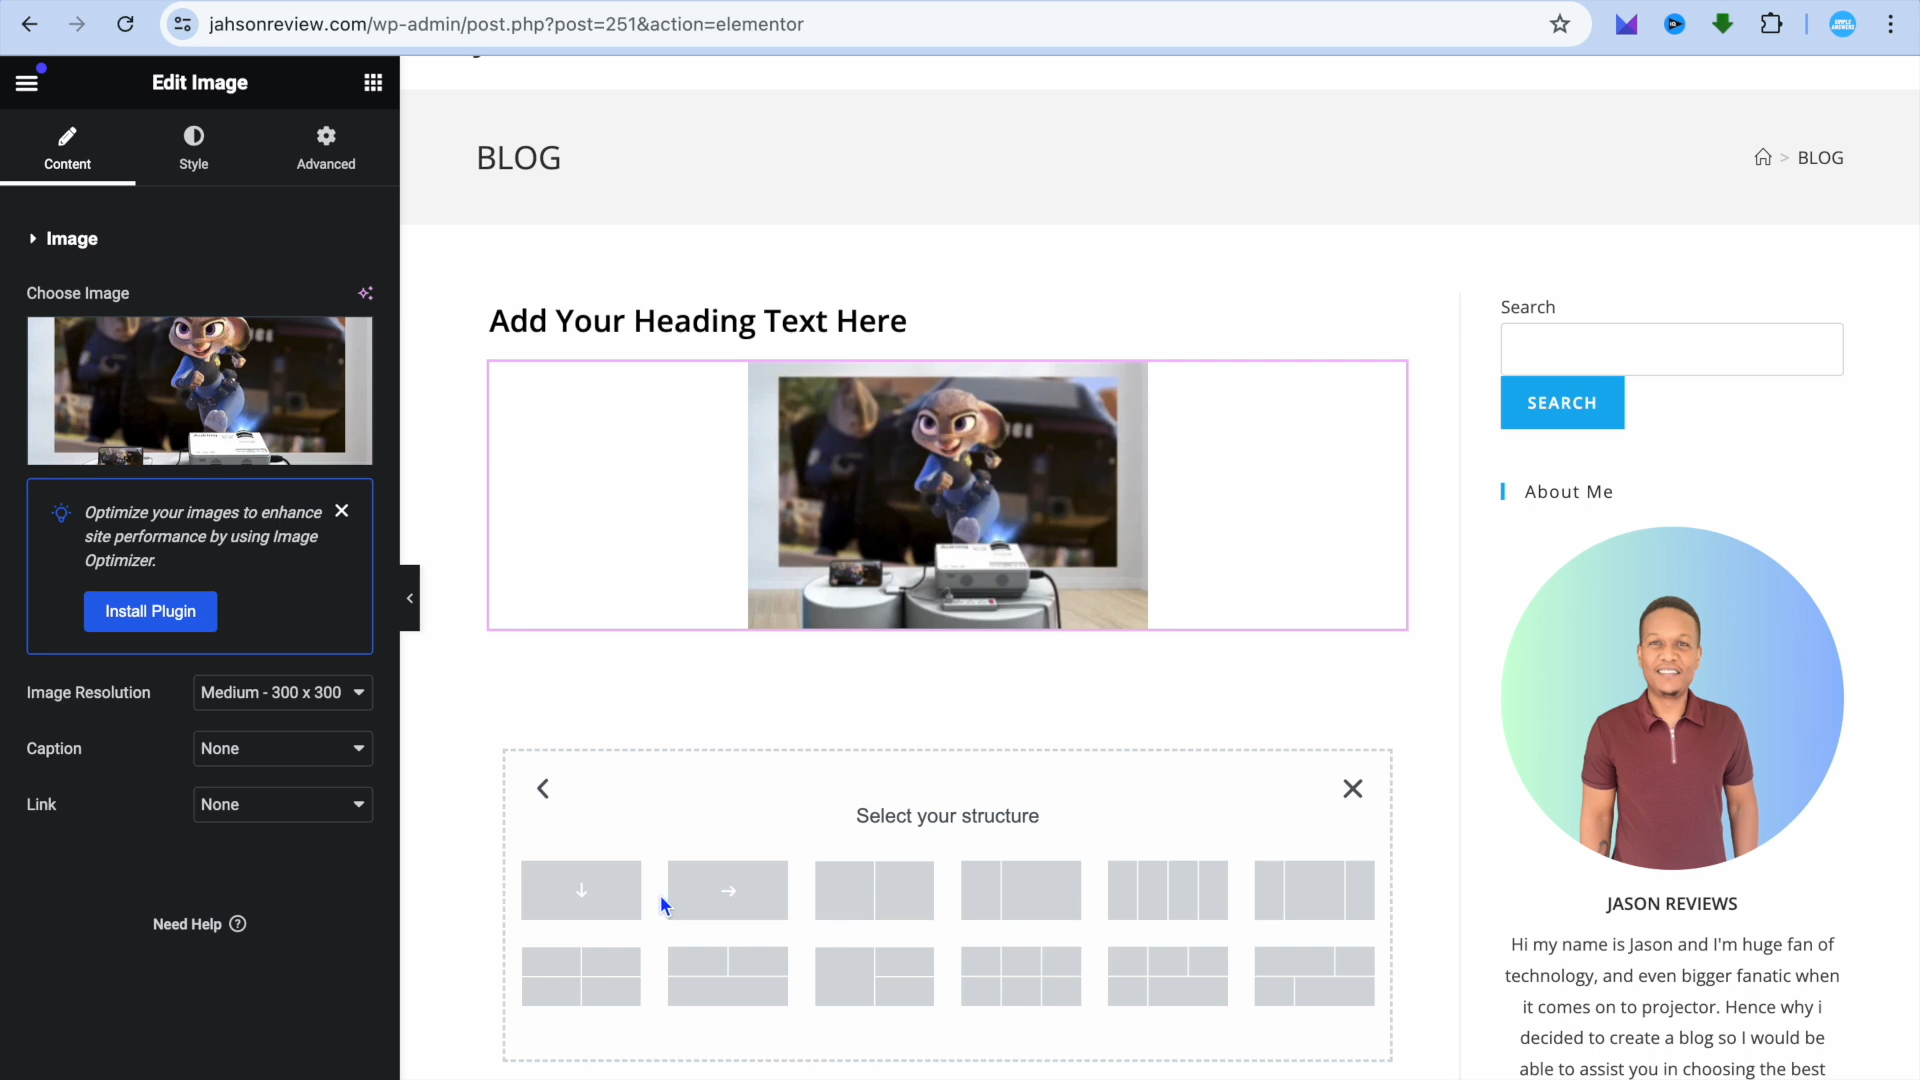 jahsonreview.com/wp-admin/post.php?post=251&action=elementor
Edit Image
Content
Style
Advanced
Image
Choose Image
Optimize your images to enhance
site performance by using Image
Optimizer.
Install Plugin
Image Resolution
Medium - 300 x 300
Caption
None
Link
None
Need Help
BLOG
> BLOG
Add Your Heading Text Here
Select your structure
Search
SEARCH
About Me
JASON REVIEWS
Hi my name is Jason and I'm huge fan of
technology, and even bigger fanatic when
it comes on to projector. Hence why i
decided to create a blog so I would be
able to assist you in choosing the best